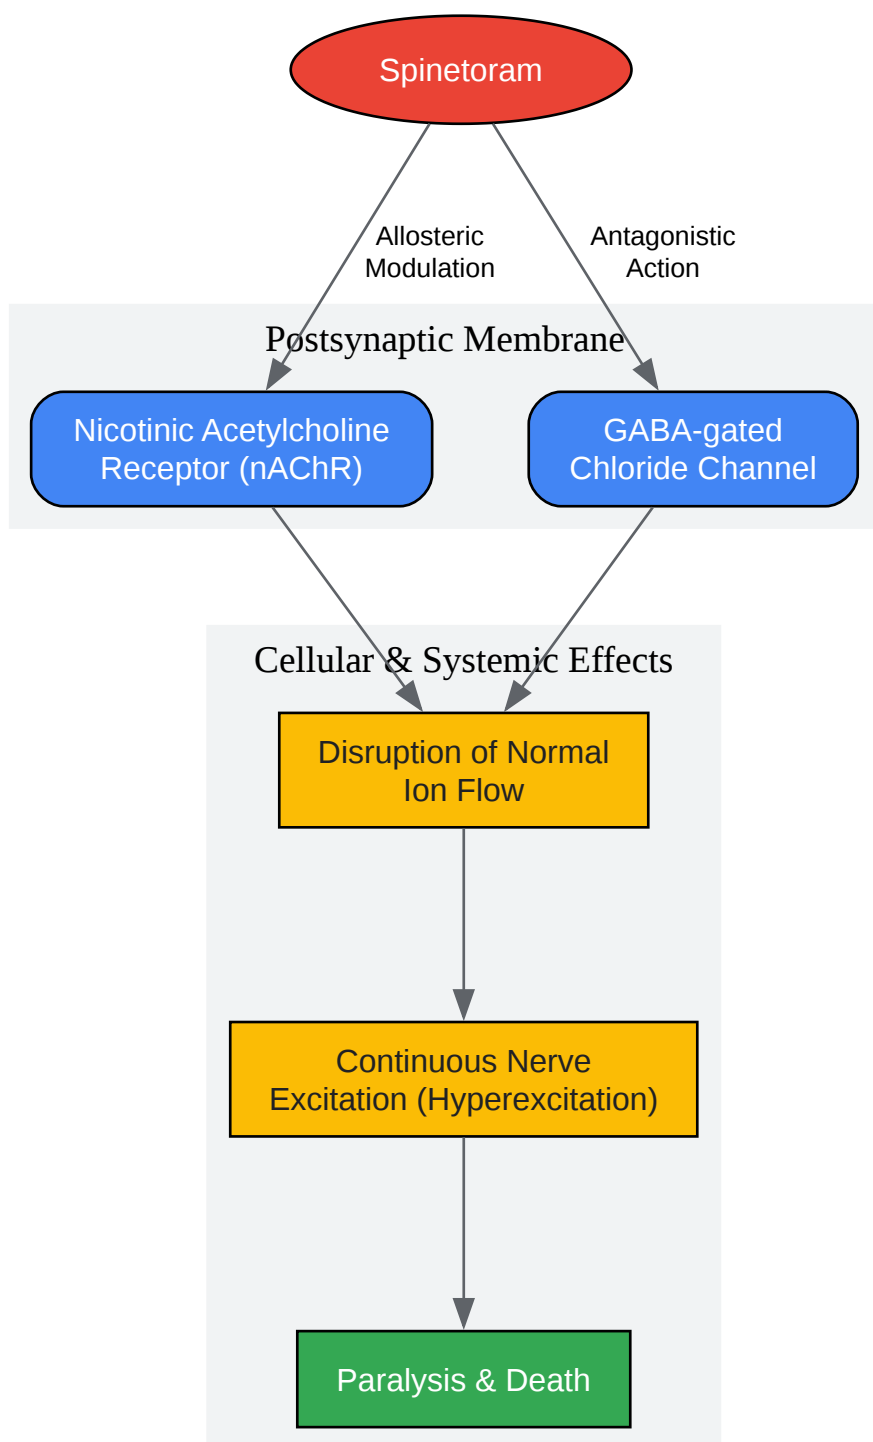 Spinetoram
Allosteric
Modulation
Antagonistic
Action
Postsynaptic Membrane
Nicotinic Acetylcholine
Receptor (nAChR)
GABA-gated
Chloride Channel
Cellular & Systemic Effects
Disruption of Normal
Ion Flow
Continuous Nerve
Excitation (Hyperexcitation)
Paralysis & Death